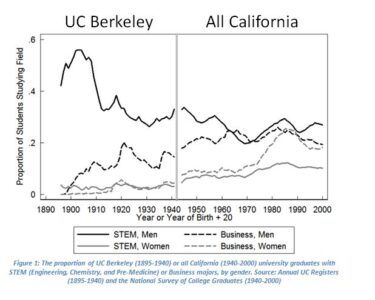 UC Berkeley
All California
Proportion of Students Studying Field
.6
.4
.2
0
1890 1900 1910 1920 1930 1940 1950 1960 1970 1980 1990 2000
Year or Year of Birth + 20
STEM, Men
Business, Men
STEM, Women
Business, Women
Figure 1: The proportion of UC Berkeley (1895-1940) or all California (1940-2000) university graduates with
STEM (Engineering, Chemistry, and Pre-Medicine) or Business majors, by gender. Source: Annual UC Registers
(1895-1940) and the National Survey of College Graduates (1940-2000)